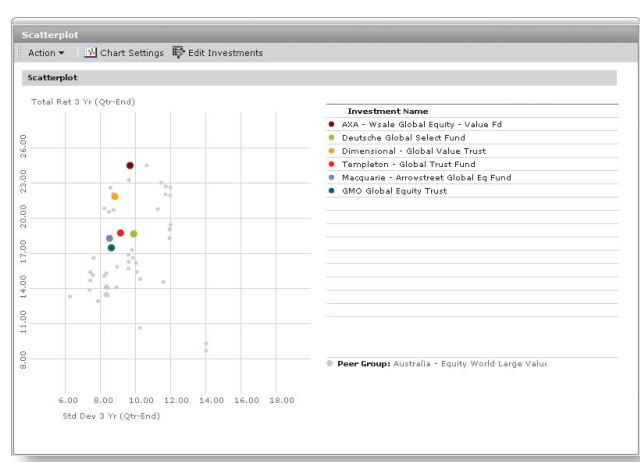 Scatterplot
Action Chart Settings Edit Investments
Scatterplot
Total Ret 3 Yr (Qtr-End)
26.00
23.00
20.00
17.00
14.00
11.00
8.00
6.00 8.00 10.00 12.00 14.00 16.00 18.00
Std Dev 3 Yr (Qtr-End)
Investment Name
AXA - Wsale Global Equity - Value Fd
Deutsche Global Select Fund
Dimensional - Global Value Trust
Templeton - Global Trust Fund
Macquarie - Arrowstreet Global Eq Fund
GMO Global Equity Trust
Peer Group: Australia - Equity World Large Valu